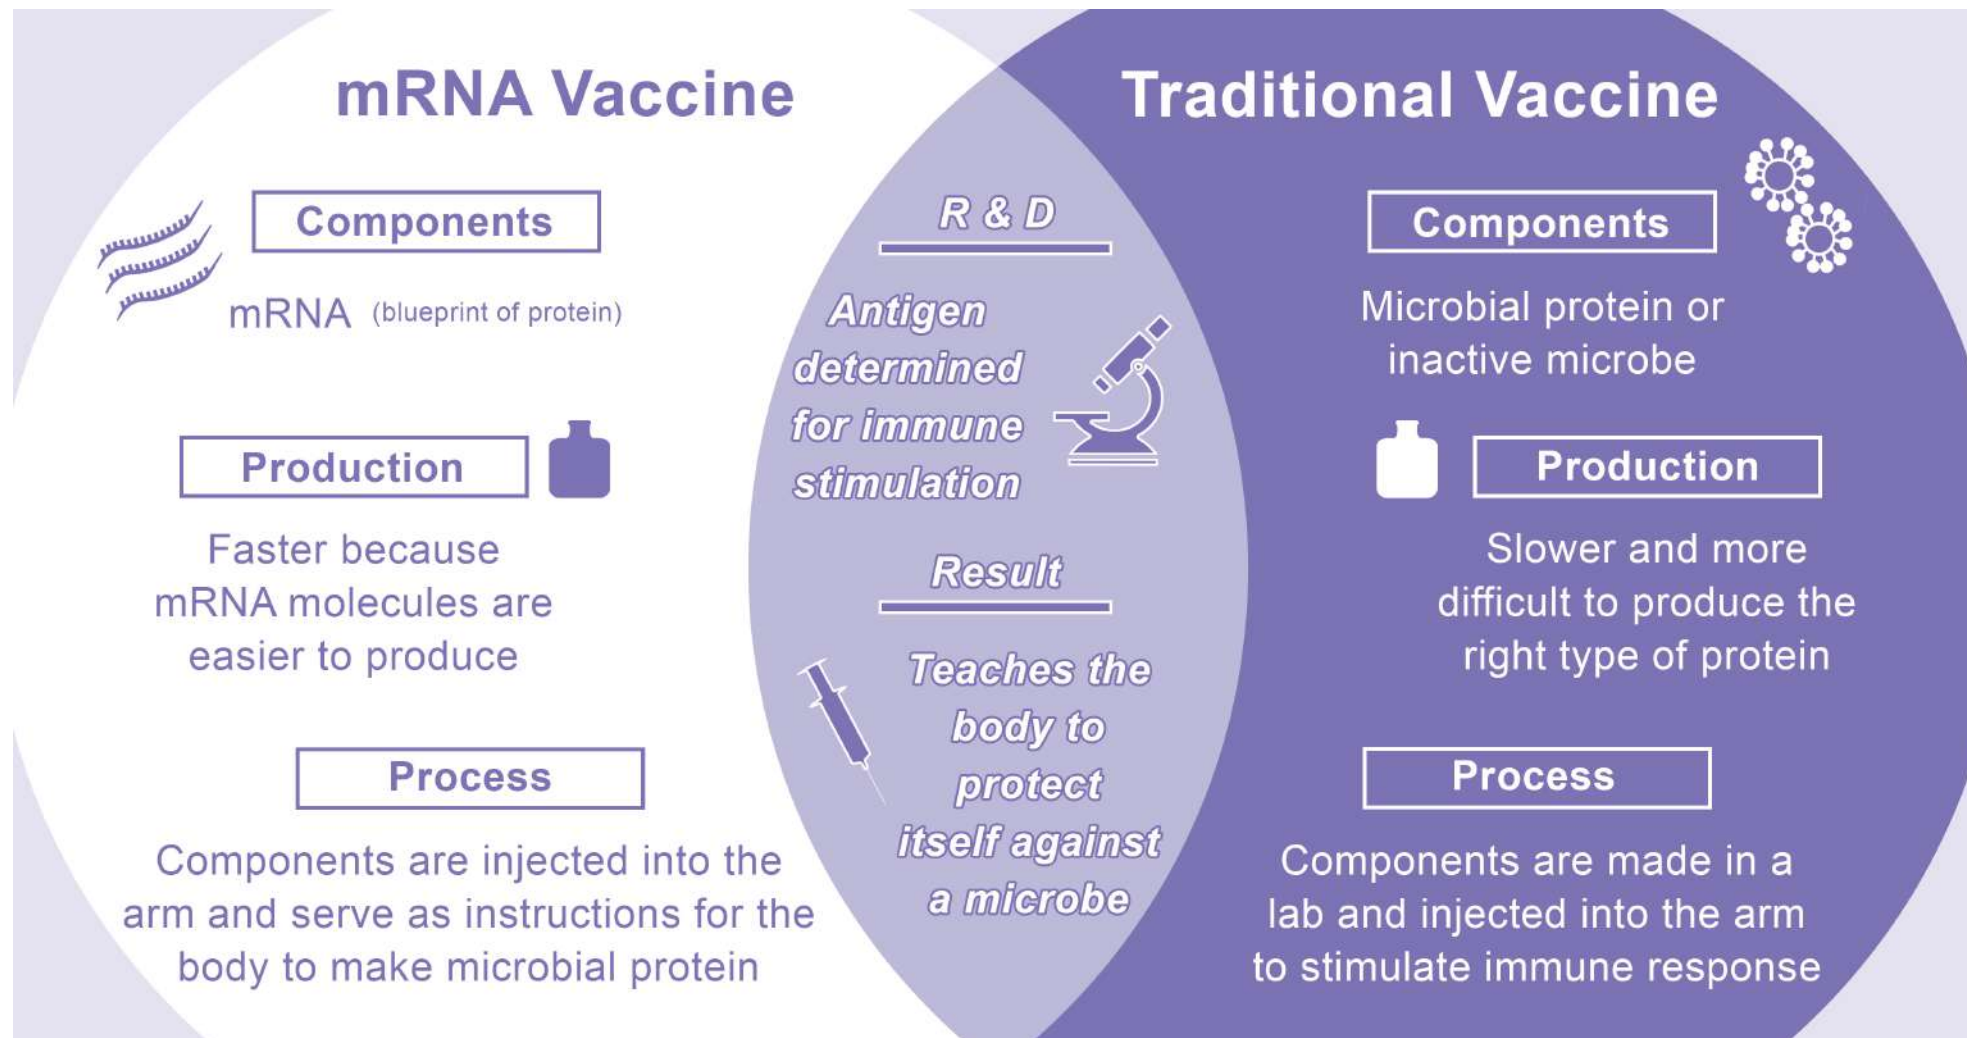 mRNA Vaccine
Components
mRNA (blueprint of protein)
Production
Faster because
mRNA molecules are
easier to produce
Process
Components are injected into the
arm and serve as instructions for the
body to make microbial protein
R & D
Antigen
determined
for immune
stimulation
Result
Teaches the
body to
protect
itself against
a microbe
Traditional Vaccine
Components
Microbial protein or
inactive microbe
Production
Slower and more
difficult to produce the
right type of protein
Process
Components are made in a
lab and injected into the arm
to stimulate immune response